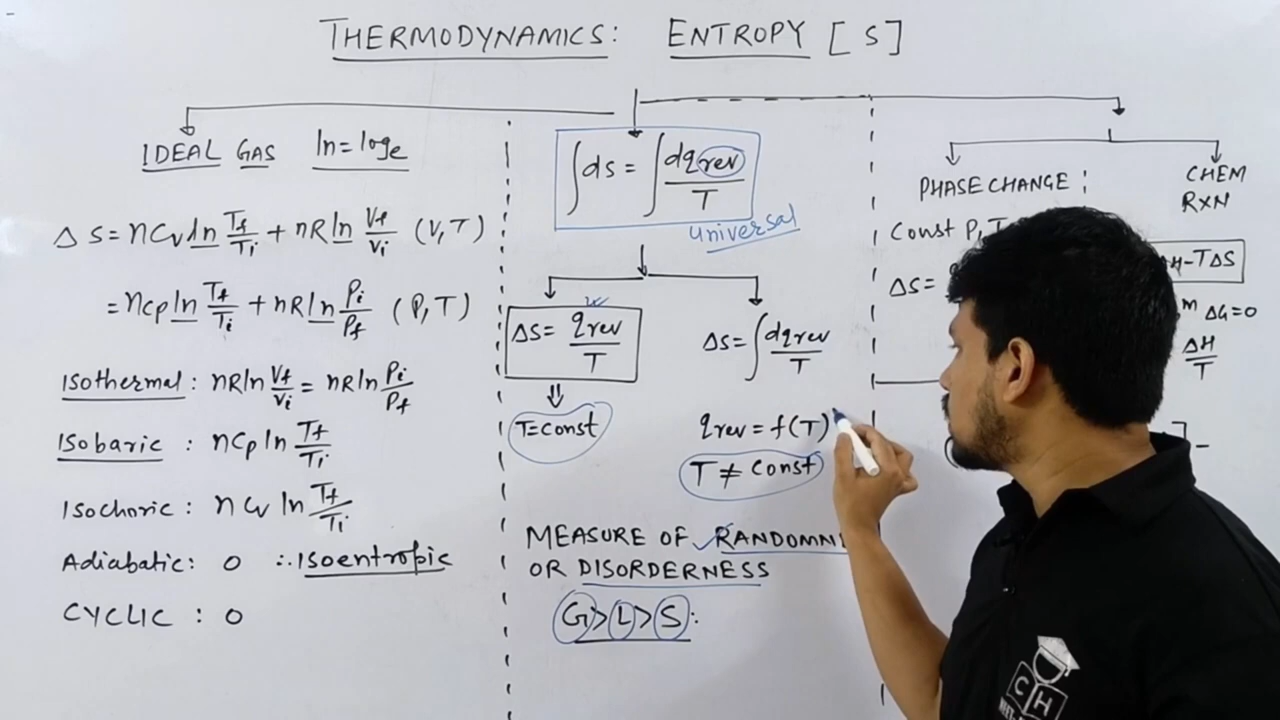 THERMODYNAMICS: ENTROPY [S]
IDEAL GAS ln = logₑ
ΔS = nCv ln Tf/Ti + nR ln Vf/Vi (V,T)
= nCp ln Tf/Ti + nR ln Pi/Pf (P,T)
Isothermal: nR ln Vf/Vi = nR ln Pi/Pf
Isobaric: nCp ln Tf/Ti
Isochoric: nCv ln Tf/Ti
Adiabatic: 0 ∴ Isoentropic
CYCLIC : 0
∫ds = ∫dqrev/T
universal
ΔS = qrev/T
⇓
T=Const
ΔS = ∫dqrev/T
qrev = f(T)
T ≠ Const
MEASURE OF RANDOMN
OR DISORDERNESS
G>L>S:
PHASE CHANGE:
Const P, T
ΔS =
CHEM
RXN
ΔH-TΔS
m ΔG=0
ΔH/T
] -
CH